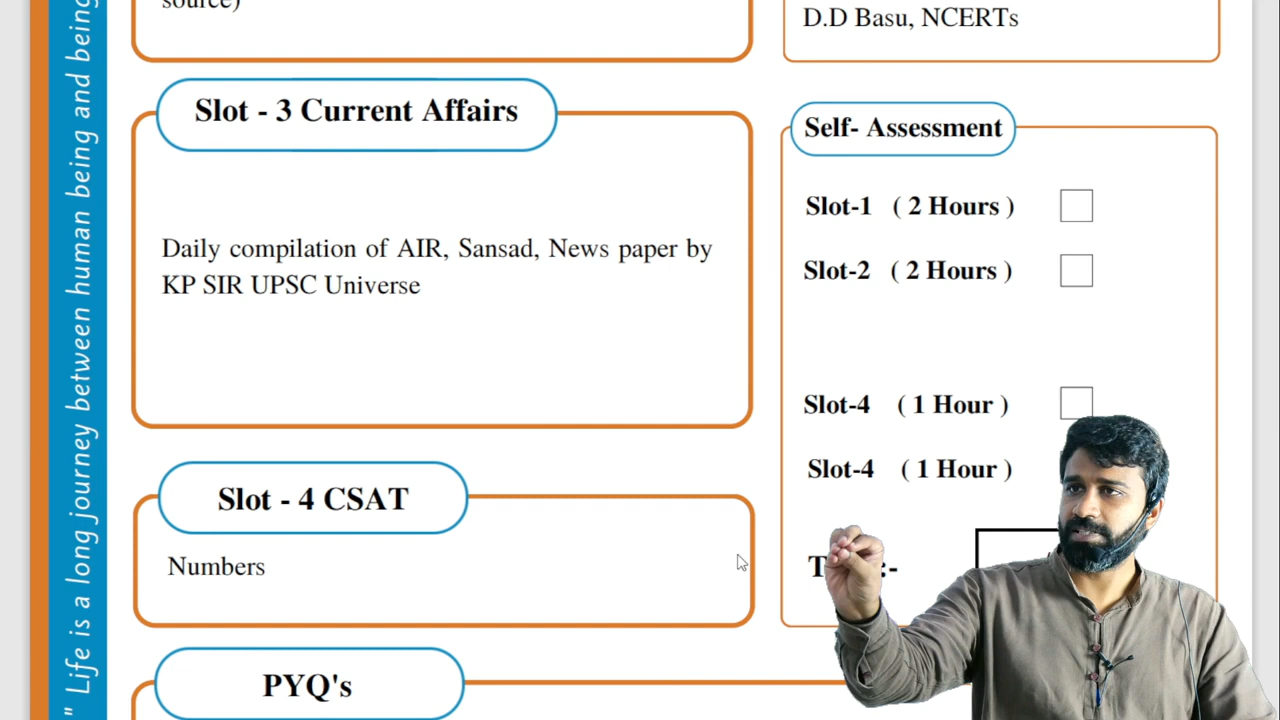 source)
D.D Basu, NCERTs
Slot - 3 Current Affairs
Daily compilation of AIR, Sansad, News paper by
KP SIR UPSC Universe
Self- Assessment
Slot-1 ( 2 Hours )
Slot-2 ( 2 Hours )
Slot-4 ( 1 Hour )
Slot-4 ( 1 Hour )
Slot - 4 CSAT
Numbers
PYQ's
" Life is a long journey between human being and being